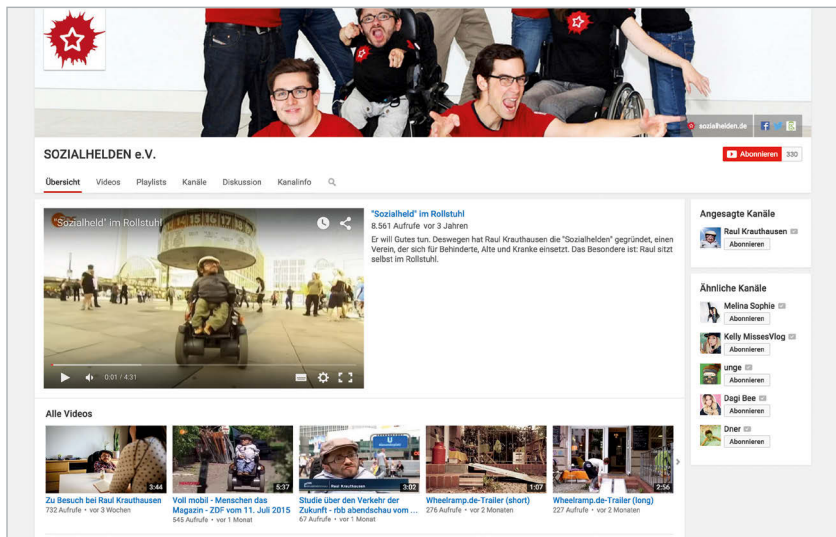 sozialhelden.de
SOZIALHELDEN e.V.
Abonnieren 330
Übersicht Videos Playlists Kanäle Diskussion Kanalinfo
"Sozialheld" im Rollstuhl
0:01 / 4:31
"Sozialheld" im Rollstuhl
8.561 Aufrufe vor 3 Jahren
Er will Gutes tun. Deswegen hat Raul Krauthausen die "Sozialhelden" gegründet, einen
Verein, der sich für Behinderte, Alte und Kranke einsetzt. Das Besondere ist: Raul sitzt
selbst im Rollstuhl.
Angesagte Kanäle
Raul Krauthausen
Abonnieren
Ähnliche Kanäle
Melina Sophie
Abonnieren
Kelly MissesVlog
Abonnieren
unge
Abonnieren
Dagi Bee
Abonnieren
Dner
Abonnieren
Alle Videos
3:44
Zu Besuch bei Raul Krauthausen
732 Aufrufe • vor 3 Wochen
5:37
Voll mobil - Menschen das
Magazin - ZDF vom 11. Juli 2015
545 Aufrufe • vor 1 Monat
U
Raul Krauthausen
3:02
Studie über den Verkehr der
Zukunft - rbb abendschau vom ...
67 Aufrufe • vor 1 Monat
1:07
Wheelramp.de-Trailer (short)
276 Aufrufe • vor 2 Monaten
2:56
Wheelramp.de-Trailer (long)
227 Aufrufe • vor 2 Monaten